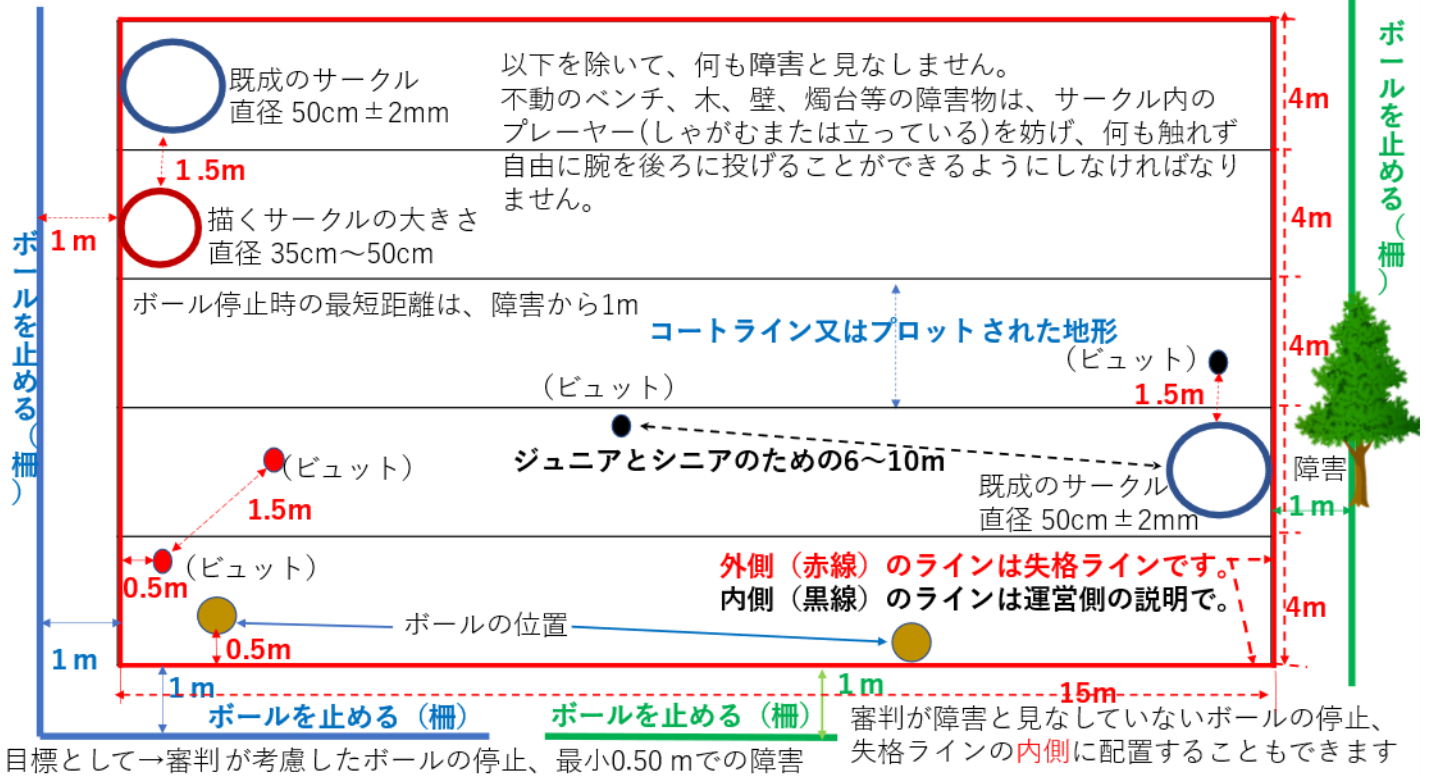 既成のサークル
直径 50cm±2mm
1.5m
描くサークルの大きさ
直径 35cm～50cm
1m
以下を除いて、何も障害と見なしません。
不動のベンチ、木、壁、燭台等の障害物は、サークル内の
プレーヤー(しゃがむまたは立っている)を妨げ、何も触れず
自由に腕を後ろに投げることができるようにしなければなり
ません。
4m
4m
4m
4m
ボールを止める（柵）
ボールを止める（柵）
ボール停止時の最短距離は、障害から1m
コートライン又はプロットされた地形
（ビュット）
（ビュット）
1.5m
ジュニアとシニアのための6～10m
（ビュット）
1.5m
既成のサークル
直径 50cm±2mm
障害
1m
（ビュット）
0.5m
外側（赤線）のラインは失格ラインです。
内側（黒線）のラインは運営側の説明で。
ボールの位置
0.5m
1m
1m
1m
15m
ボールを止める（柵）
ボールを止める（柵）
審判が障害と見なしていないボールの停止、
失格ラインの内側に配置することもできます
目標として→審判が考慮したボールの停止、最小0.50 mでの障害